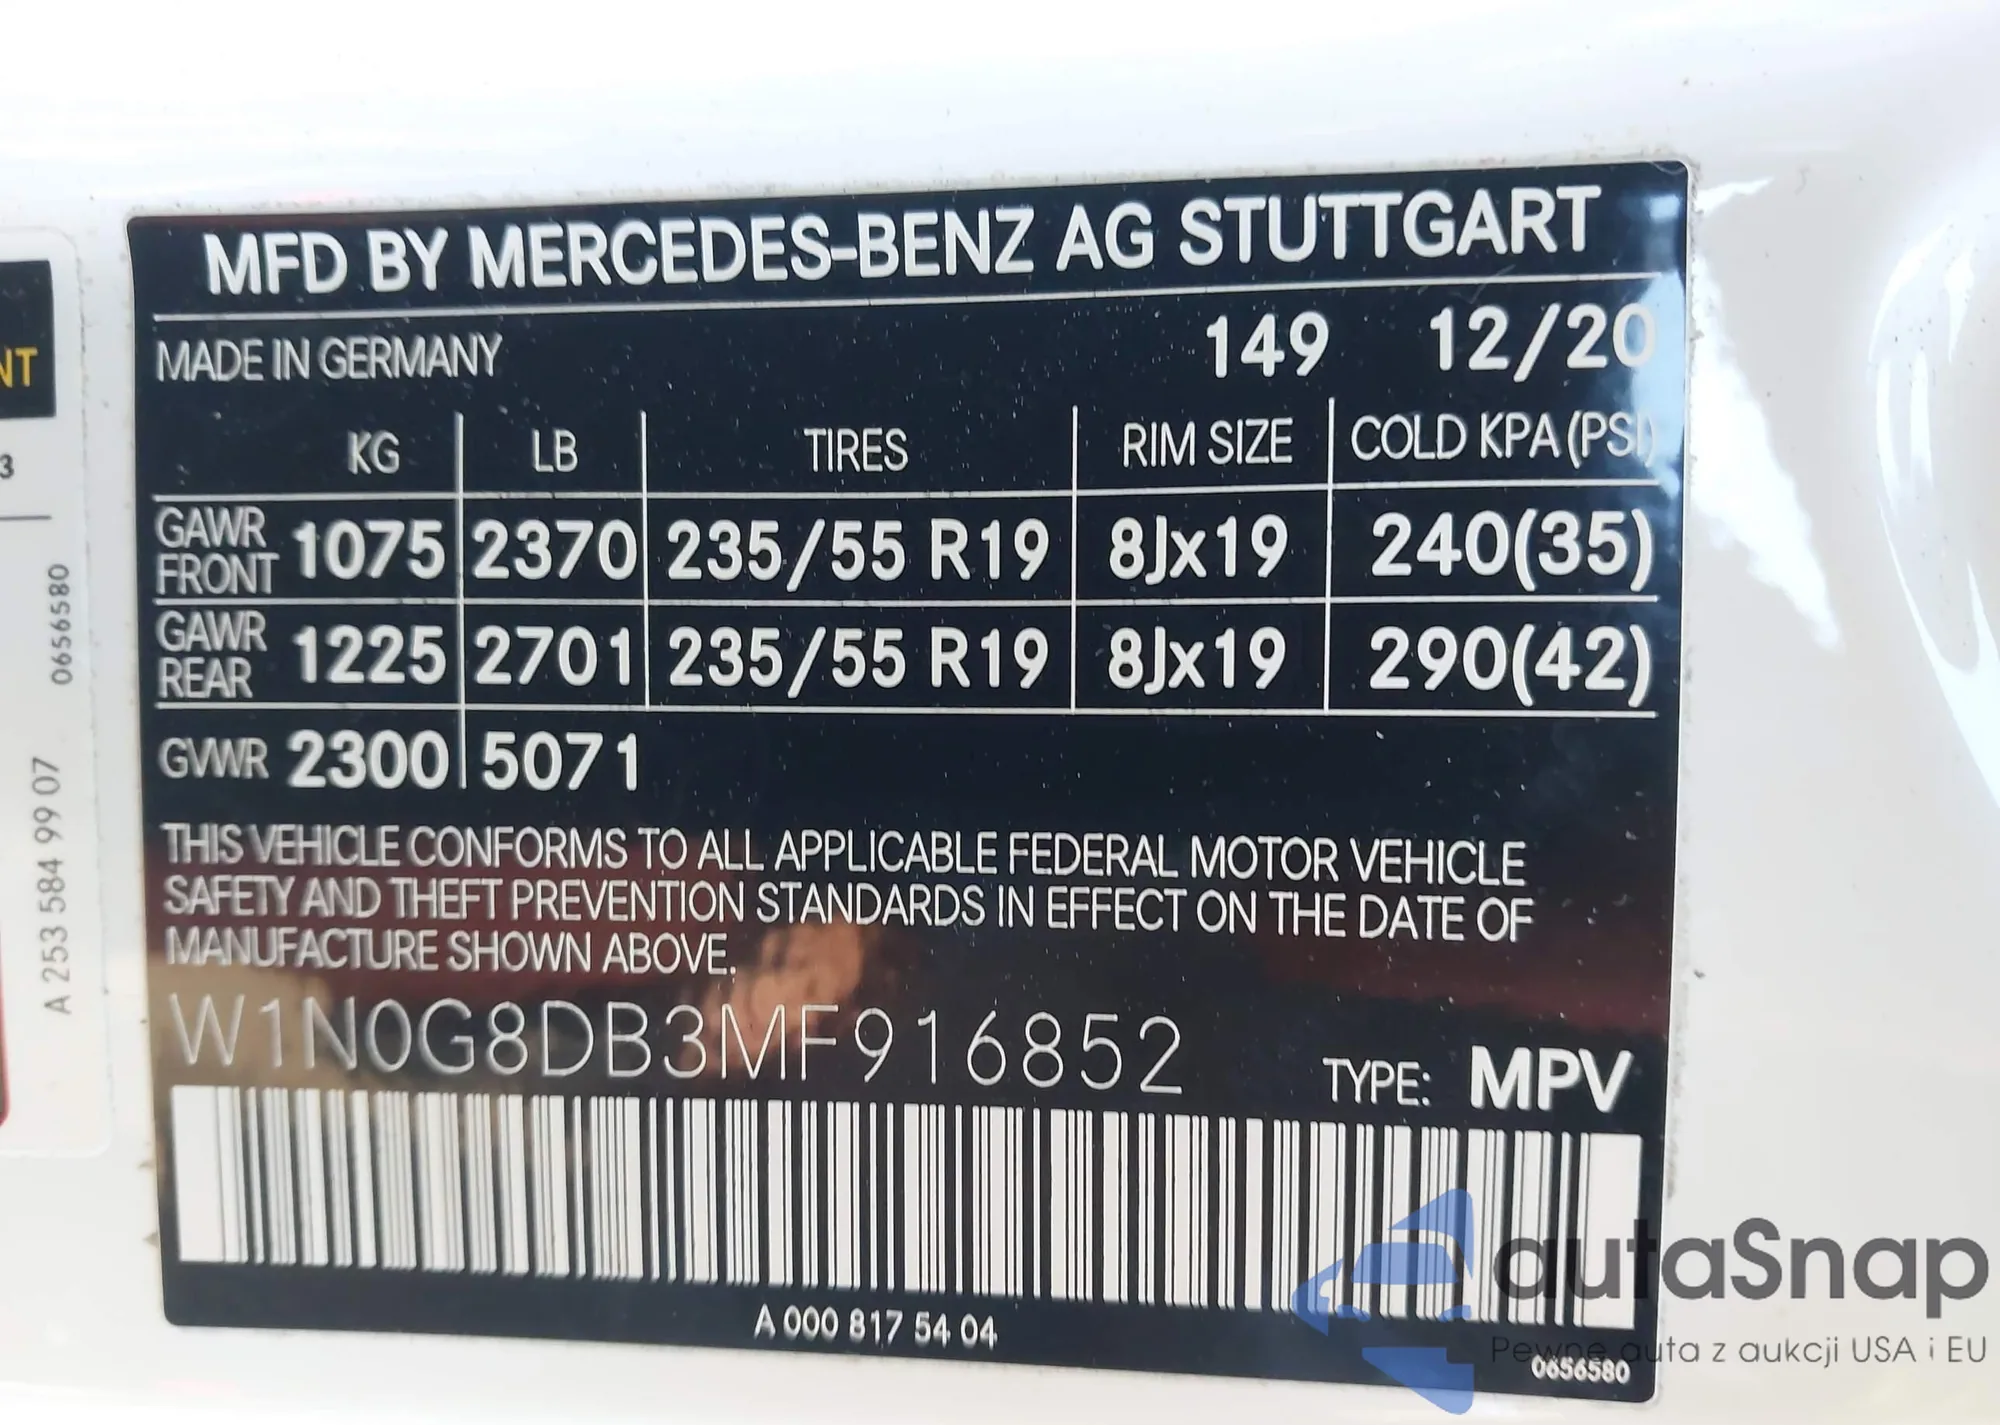 MFD BY MERCEDES-BENZ AG STUTTGART
MADE IN GERMANY 149 12/20
KG LB TIRES RIM SIZE COLD KPA (PSI)
GAWR FRONT 1075 2370 235/55 R19 8Jx19 240(35)
GAWR REAR 1225 2701 235/55 R19 8Jx19 290(42)
GVWR 2300 5071
THIS VEHICLE CONFORMS TO ALL APPLICABLE FEDERAL MOTOR VEHICLE
SAFETY AND THEFT PREVENTION STANDARDS IN EFFECT ON THE DATE OF
MANUFACTURE SHOWN ABOVE.
W1N0G8DB3MF916852 TYPE: MPV
A 000 817 54 04
0656580
NT
3
0656580
A 253 584 99 07
autaSnap
Pewne auta z aukcji USA i EU